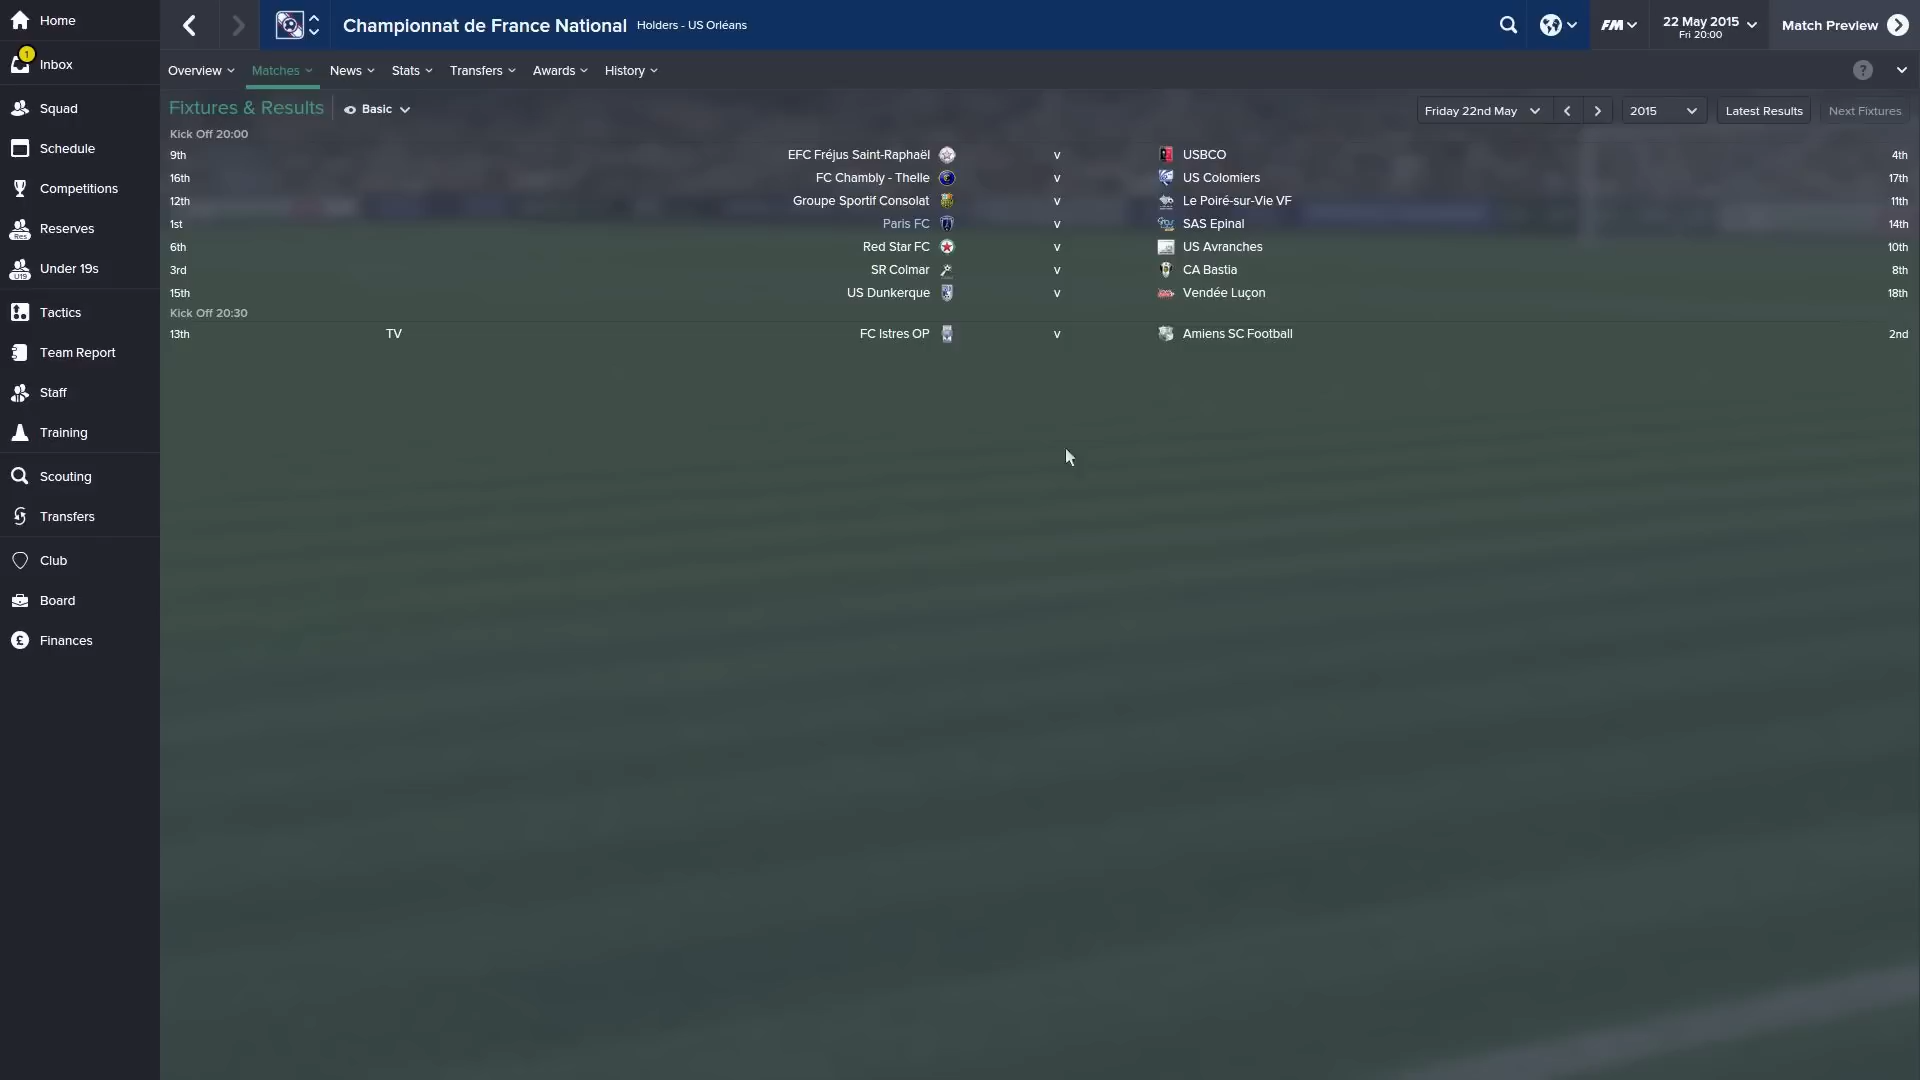 Home
1
Inbox
Squad
Schedule
Competitions
Res
Reserves
U19
Under 19s
Tactics
Team Report
Staff
Training
Scouting
Transfers
Club
Board
£ Finances
Championnat de France National Holders - US Orléans
FM
22 May 2015
Fri 20:00
Match Preview
Overview Matches News Stats Transfers Awards History ?
Fixtures & Results Basic Friday 22nd May 2015 Latest Results Next Fixtures
Kick Off 20:00
9th EFC Fréjus Saint-Raphaël v USBCO 4th
16th FC Chambly - Thelle v US Colomiers 17th
12th Groupe Sportif Consolat v Le Poiré-sur-Vie VF 11th
1st Paris FC v SAS Epinal 14th
6th Red Star FC v US Avranches 10th
3rd SR Colmar v CA Bastia 8th
15th US Dunkerque v Vendée Luçon 18th
Kick Off 20:30
13th TV FC Istres OP v Amiens SC Football 2nd